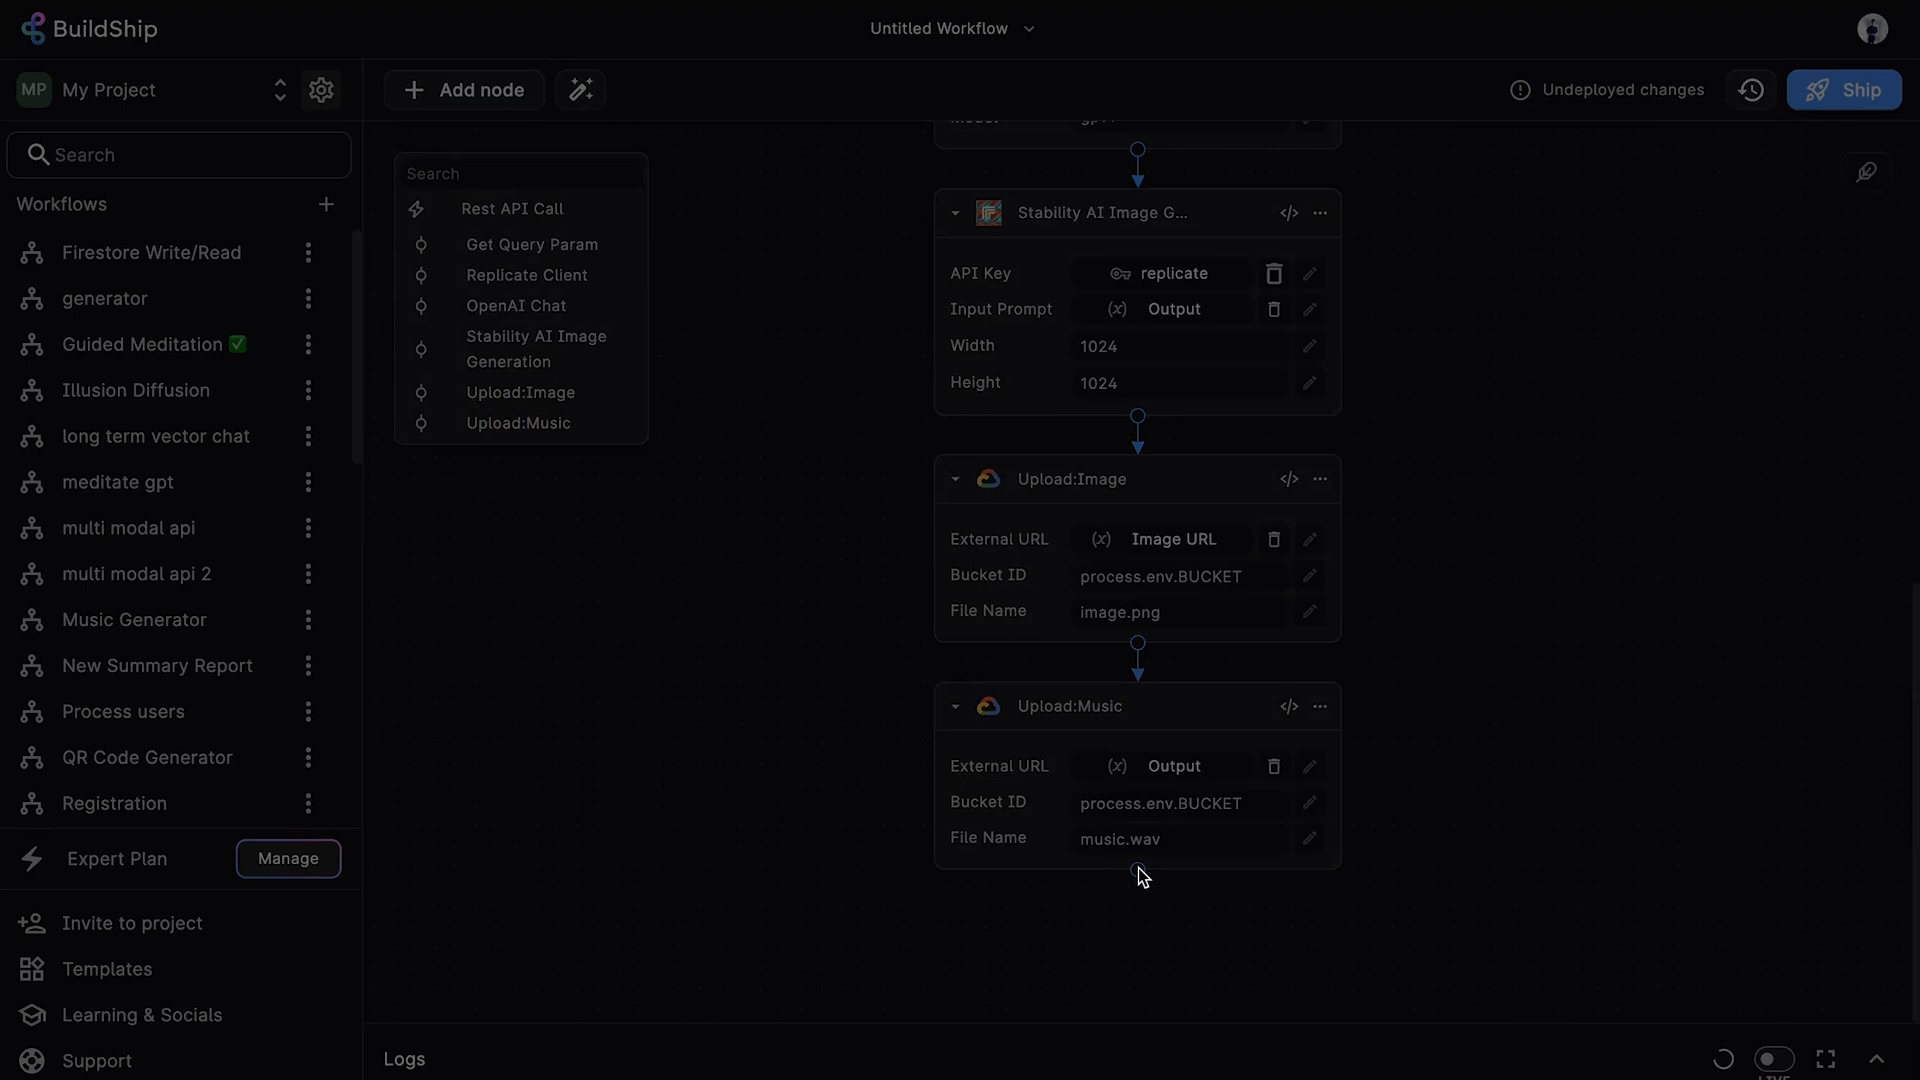 BuildShip
Untitled Workflow
MP My Project
Add node
Undeployed changes
Ship
Search
Workflows
Firestore Write/Read
generator
Guided Meditation ✅
Illusion Diffusion
long term vector chat
meditate gpt
multi modal api
multi modal api 2
Music Generator
New Summary Report
Process users
QR Code Generator
Registration
Expert Plan
Manage
Invite to project
Templates
Learning & Socials
Support
Search
Rest API Call
Get Query Param
Replicate Client
OpenAI Chat
Stability AI Image
Generation
Upload:Image
Upload:Music
Model
Stability AI Image G...
API Key replicate
Input Prompt (x) Output
Width 1024
Height 1024
Upload:Image
External URL (x) Image URL
Bucket ID process.env.BUCKET
File Name image.png
Upload:Music
External URL (x) Output
Bucket ID process.env.BUCKET
File Name music.wav
Logs
LIVE